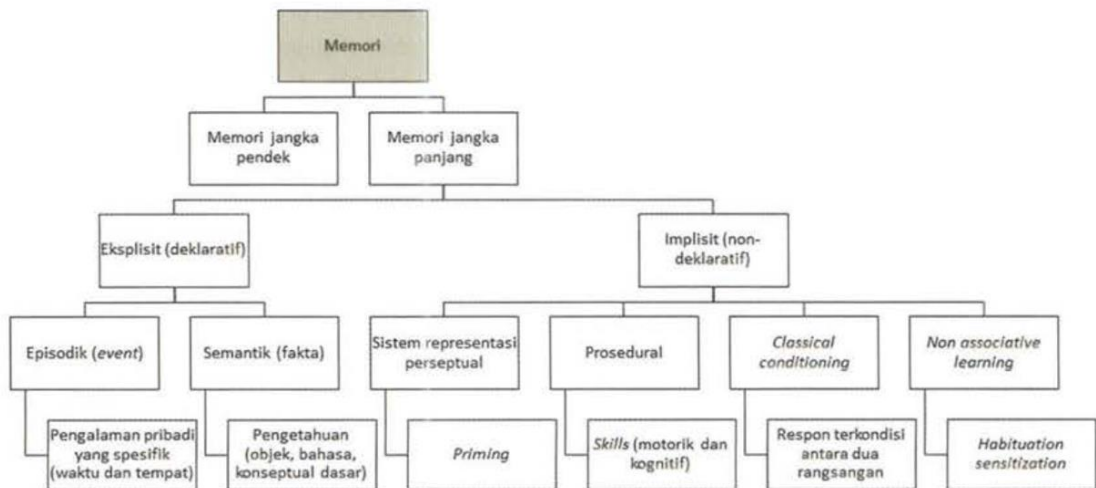 Memori
Memori jangka
pendek
Memori jangka
panjang
Eksplisit (deklaratif)
Implisit (non-
deklaratif)
Episodik (event)
Semantik (fakta)
Sistem representasi
perseptual
Prosedural
Classical
conditioning
Non associative
learning
Pengalaman pribadi
yang spesifik
(waktu dan tempat)
Pengetahuan
(objek, bahasa,
konseptual dasar)
Priming
Skills (motorik dan
kognitif)
Respon terkondisi
antara dua
rangsangan
Habituation
sensitization